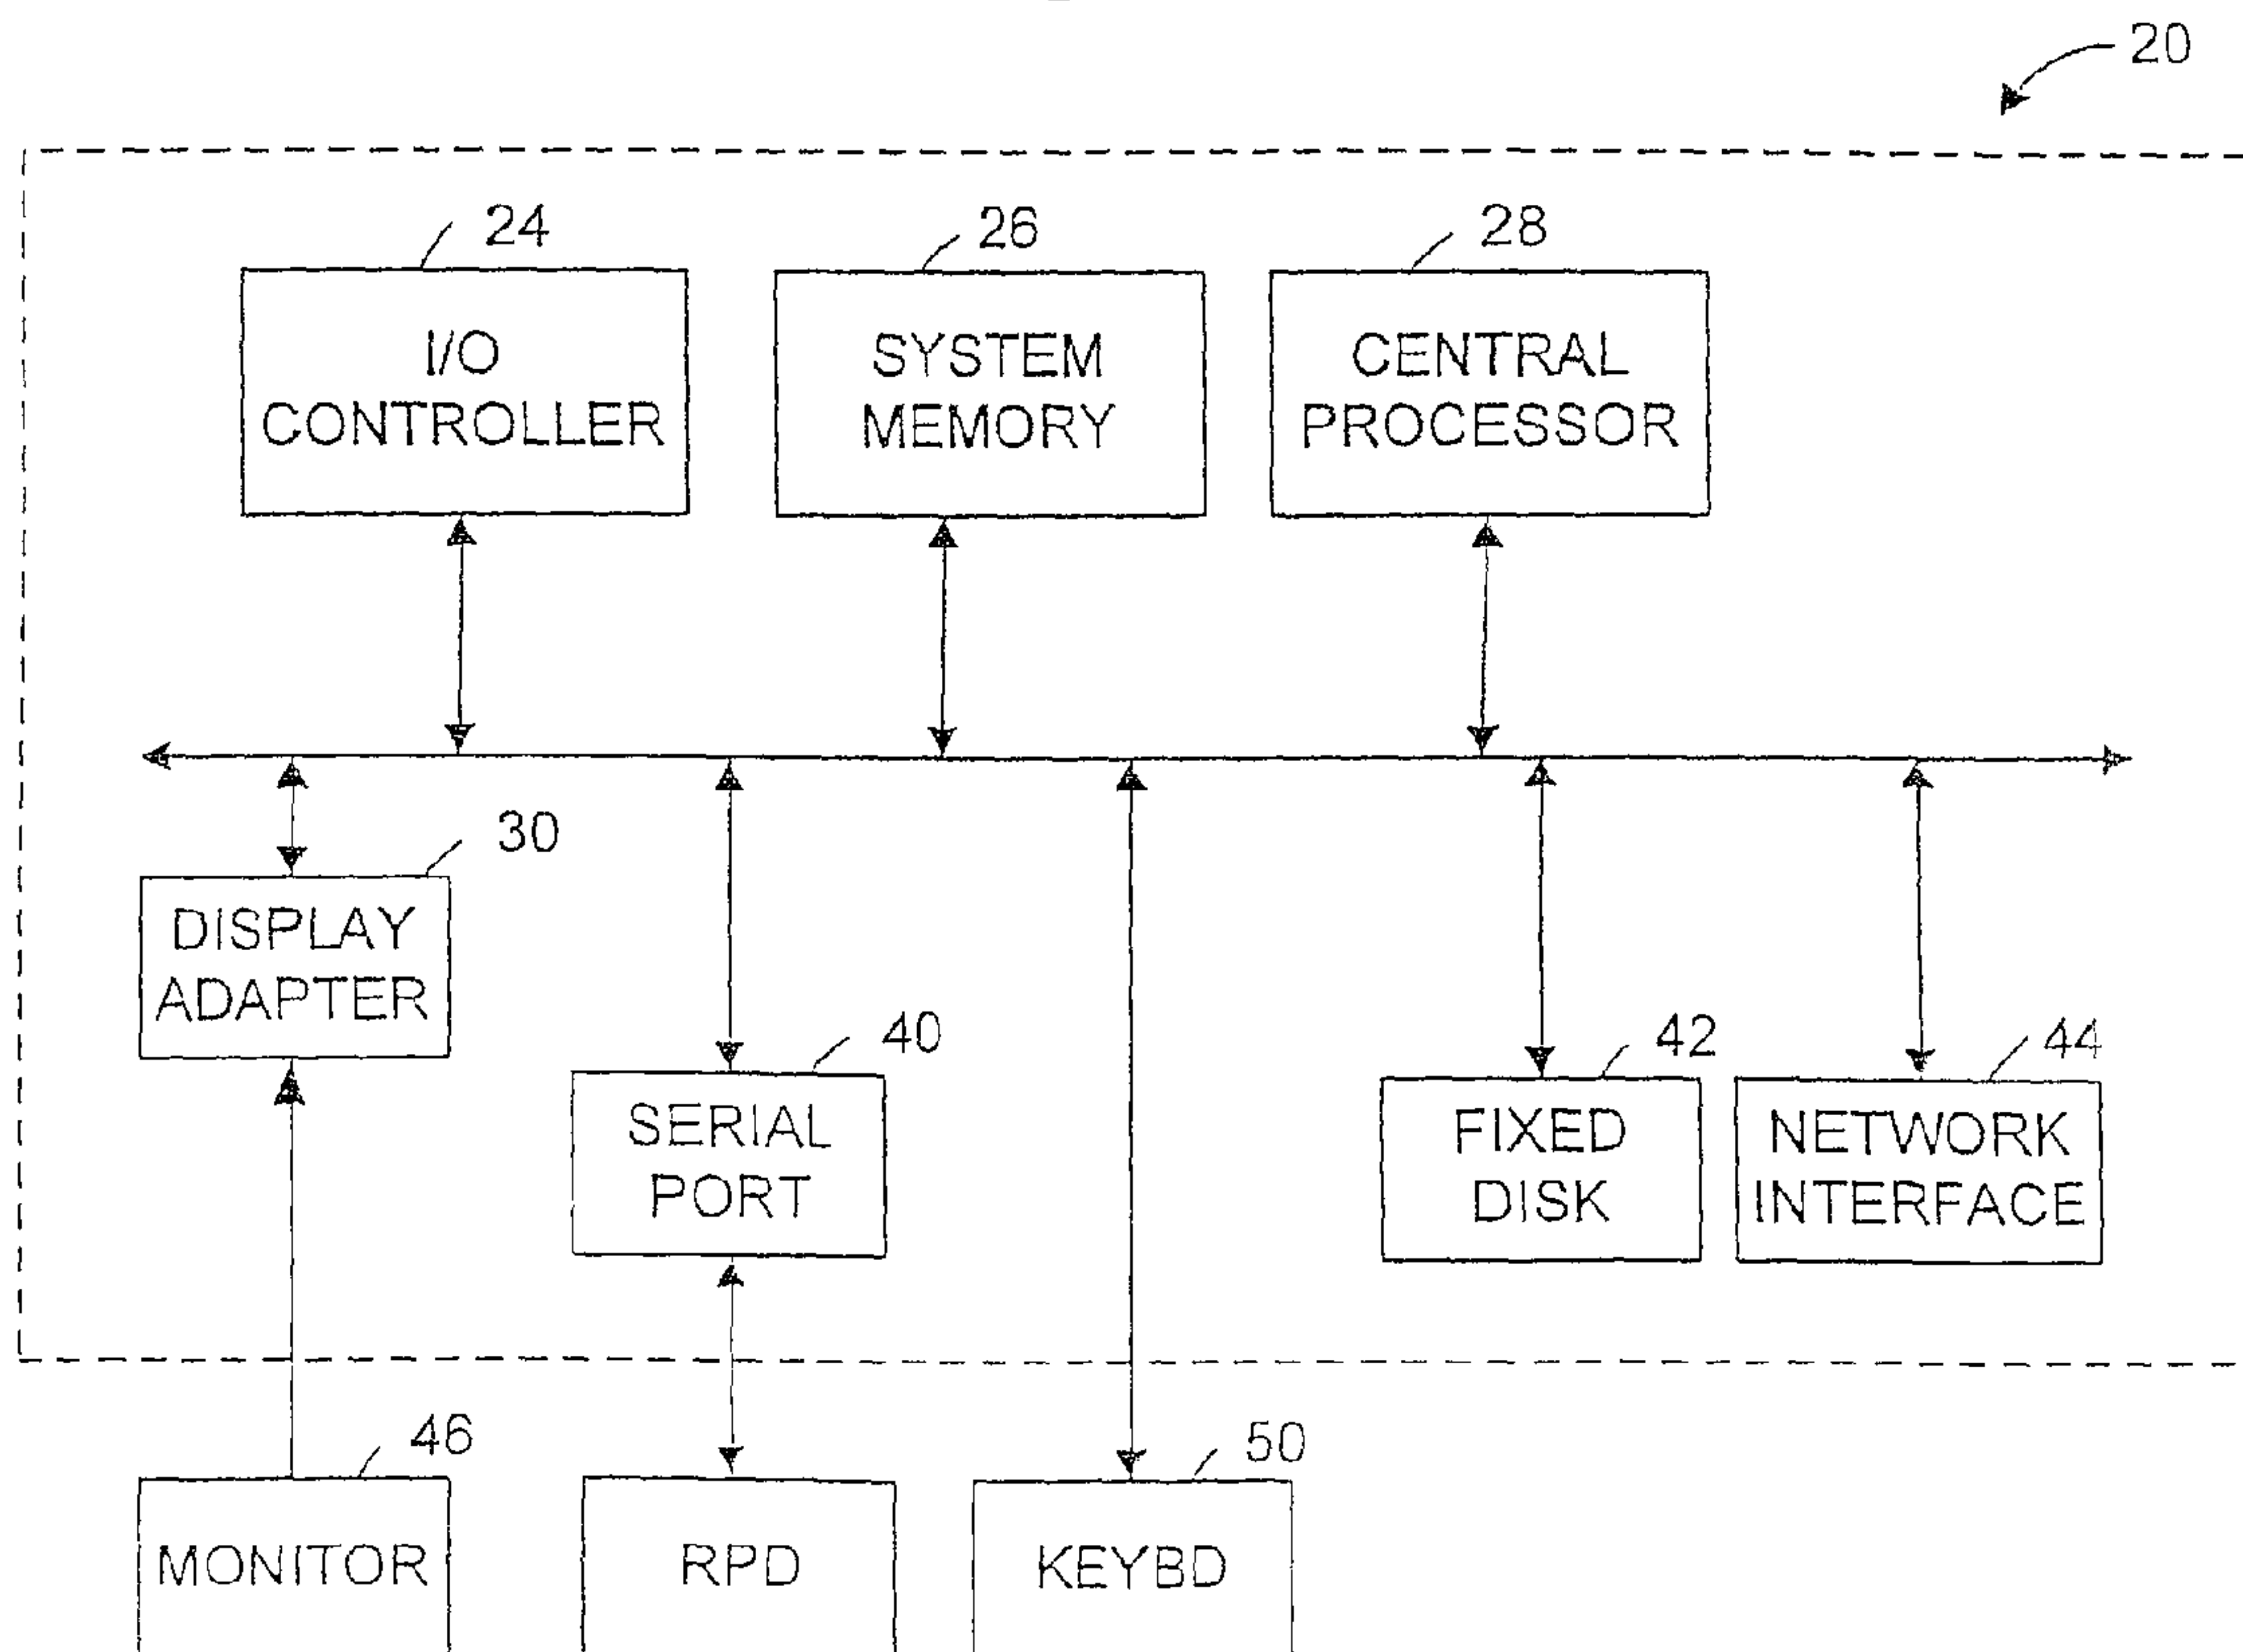 20
24
26
28
I/O
CONTROLLER
SYSTEM
MEMORY
CENTRAL
PROCESSOR
30
DISPLAY
ADAPTER
40
SERIAL
PORT
42
FIXED
DISK
44
NETWORK
INTERFACE
46
MONITOR
RPD
50
KEYBD